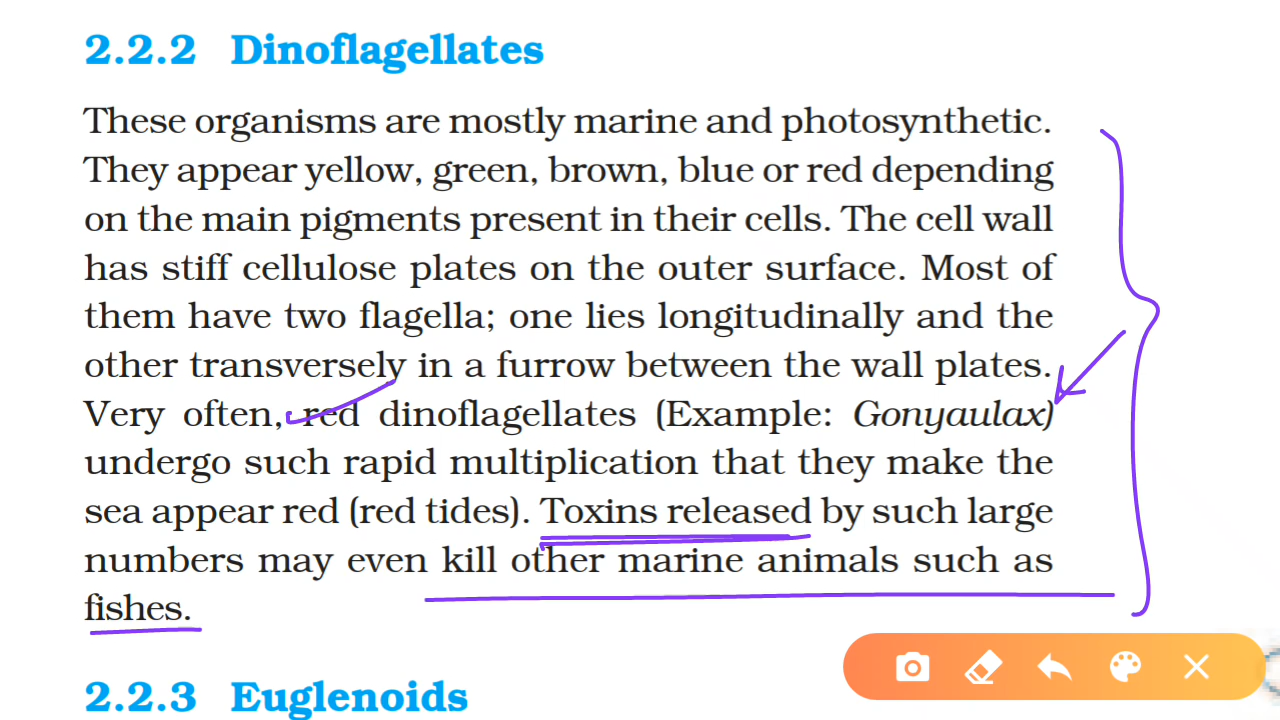 2.2.2 Dinoflagellates
These organisms are mostly marine and photosynthetic.
They appear yellow, green, brown, blue or red depending
on the main pigments present in their cells. The cell wall
has stiff cellulose plates on the outer surface. Most of
them have two flagella; one lies longitudinally and the
other transversely in a furrow between the wall plates.
Very often, red dinoflagellates (Example: Gonyaulax)
undergo such rapid multiplication that they make the
sea appear red (red tides). Toxins released by such large
numbers may even kill other marine animals such as
fishes.
2.2.3 Euglenoids